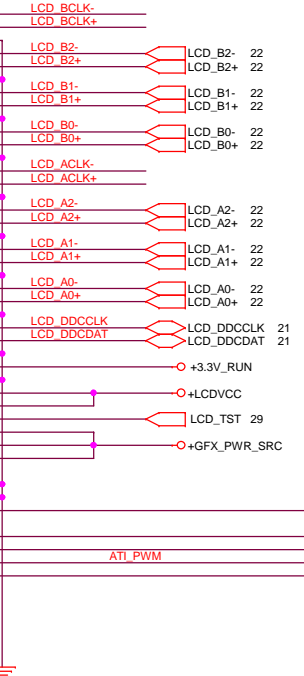 LCD_BCLK-
LCD_BCLK+
LCD_B2- LCD_B2- 22
LCD_B2+ LCD_B2+ 22
LCD_B1- LCD_B1- 22
LCD_B1+ LCD_B1+ 22
LCD_B0- LCD_B0- 22
LCD_B0+ LCD_B0+ 22
LCD_ACLK-
LCD_ACLK+
LCD_A2- LCD_A2- 22
LCD_A2+ LCD_A2+ 22
LCD_A1- LCD_A1- 22
LCD_A1+ LCD_A1+ 22
LCD_A0- LCD_A0- 22
LCD_A0+ LCD_A0+ 22
LCD_DDCCLK LCD_DDCCLK 21
LCD_DDCDAT LCD_DDCDAT 21
+3.3V_RUN
+LCDVCC
LCD_TST 29
+GFX_PWR_SRC
ATI_PWM